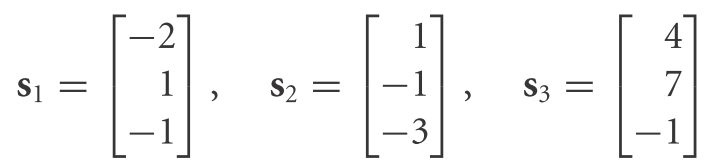 s₁ = [−2 1 −1], s₂ = [1 −1 −3], s₃ = [4 7 −1]